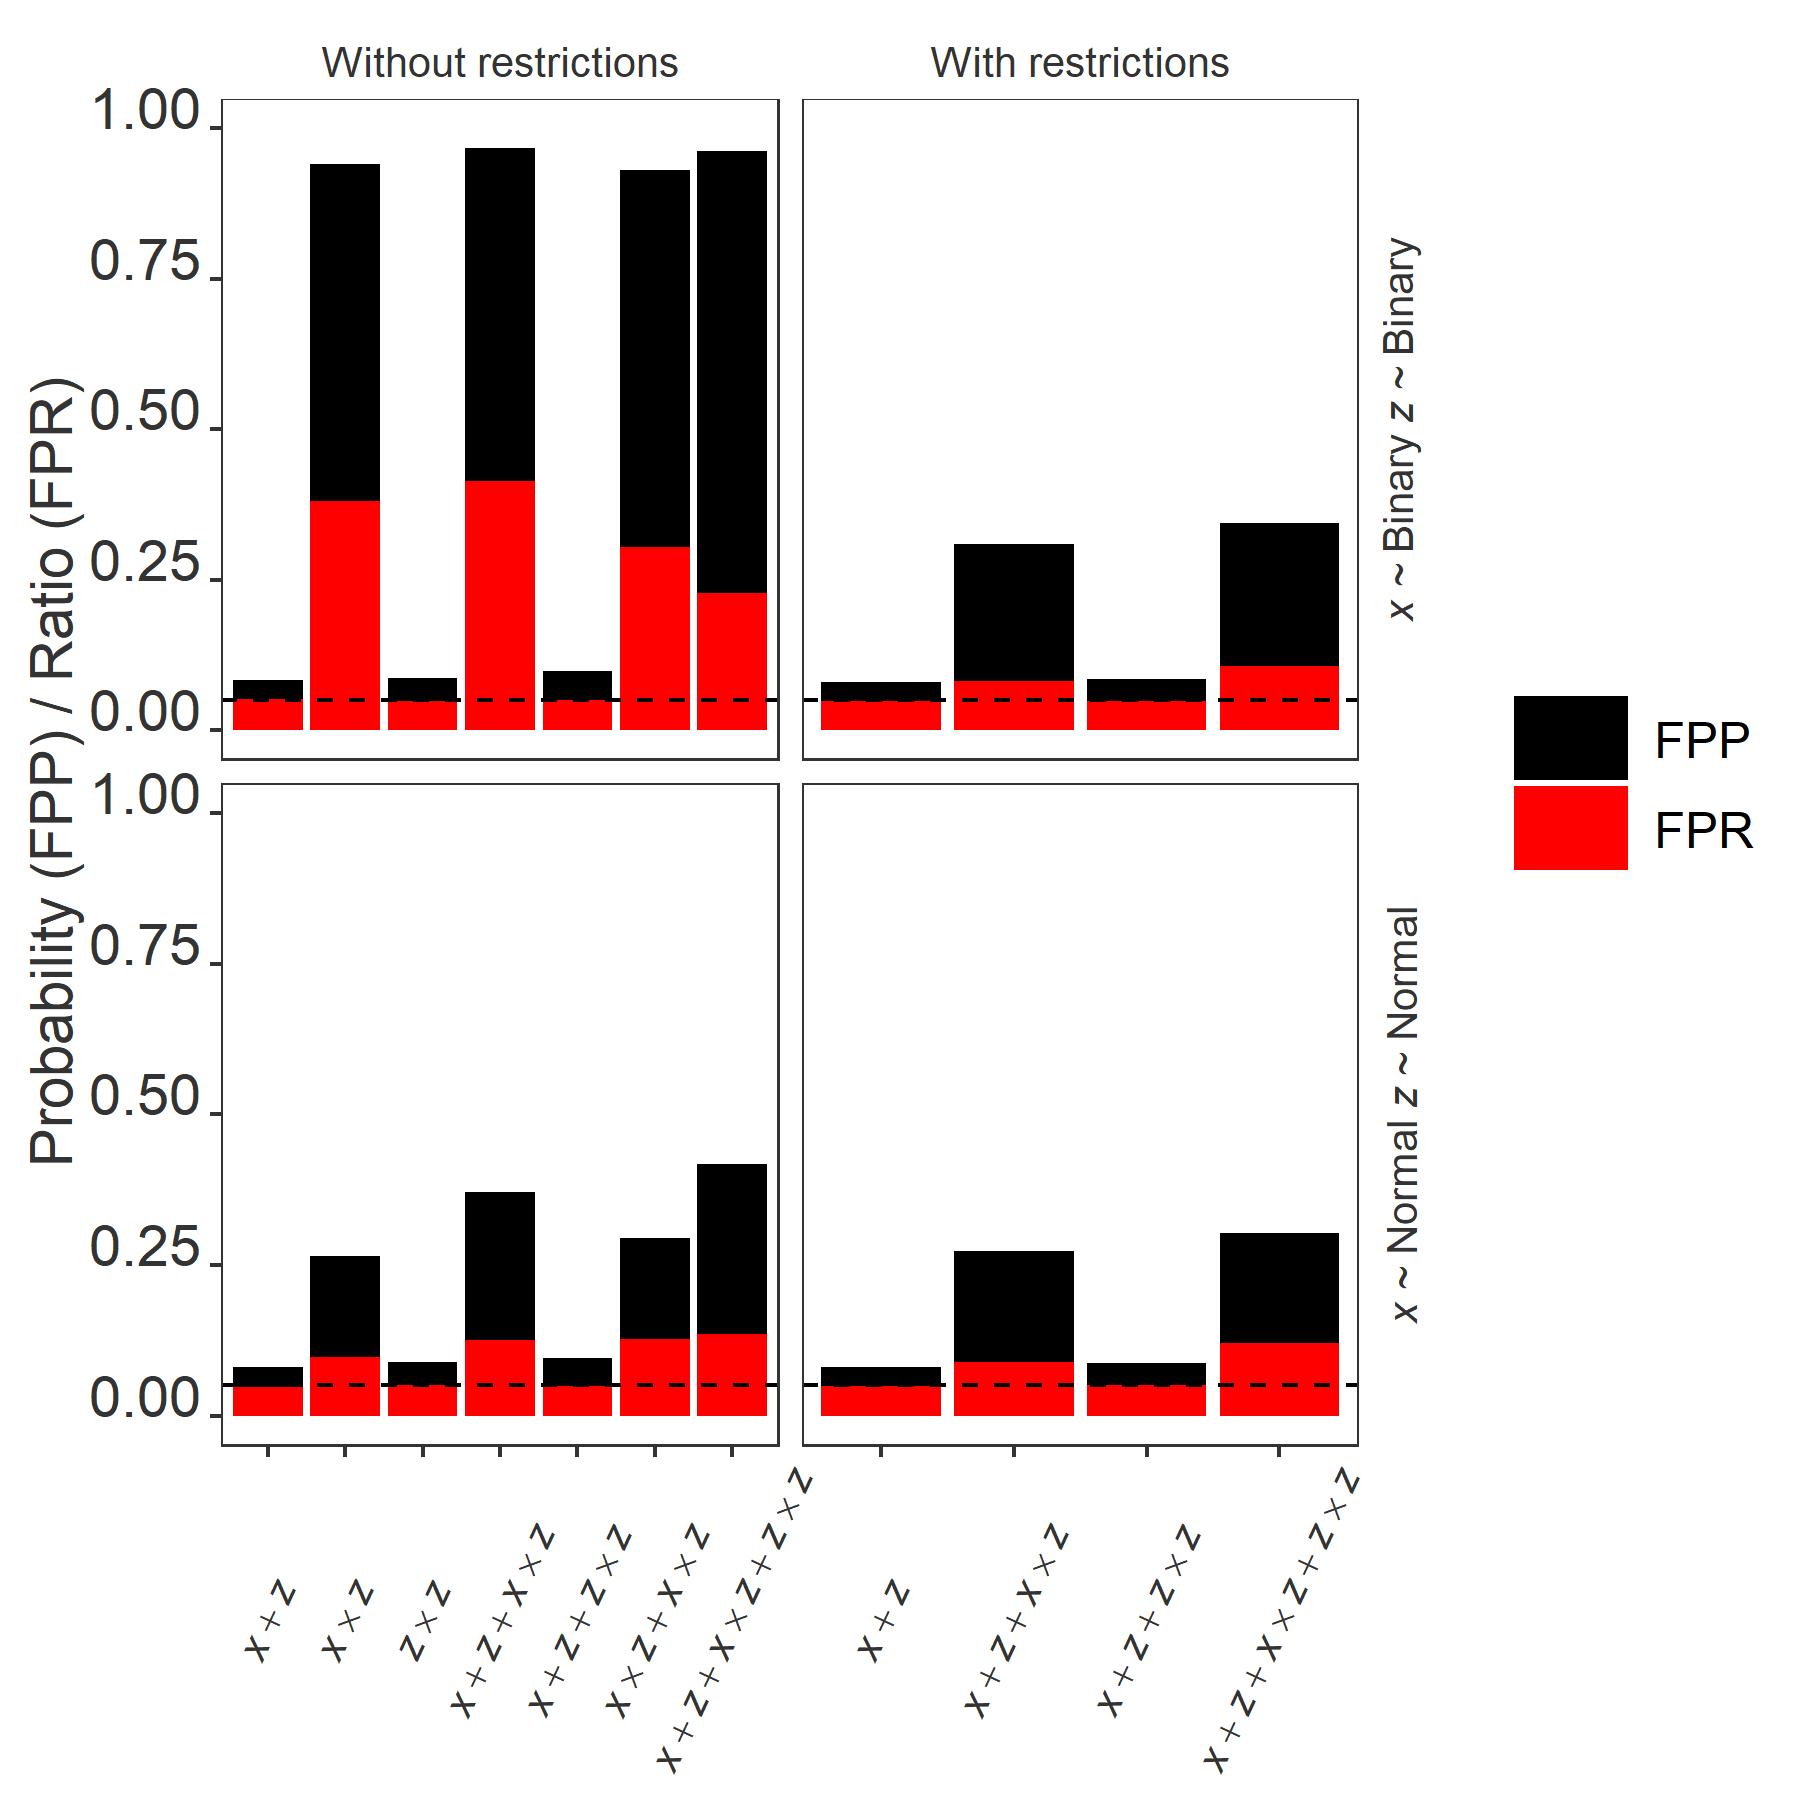 Without restrictions
With restrictions
Probability (FPP) / Ratio (FPR)
1.00
0.75
0.50
0.25
0.00
x ~ Binary z ~ Binary
1.00
0.75
0.50
0.25
0.00
x ~ Normal z ~ Normal
FPP
FPR
x + z
x × z
z × z
x + z + x × z
x + z + z × z
x × z + x × z
x + z + x × z + z × z
x + z
x + z + x × z
x + z + z × z
x + z + x × z + z × z